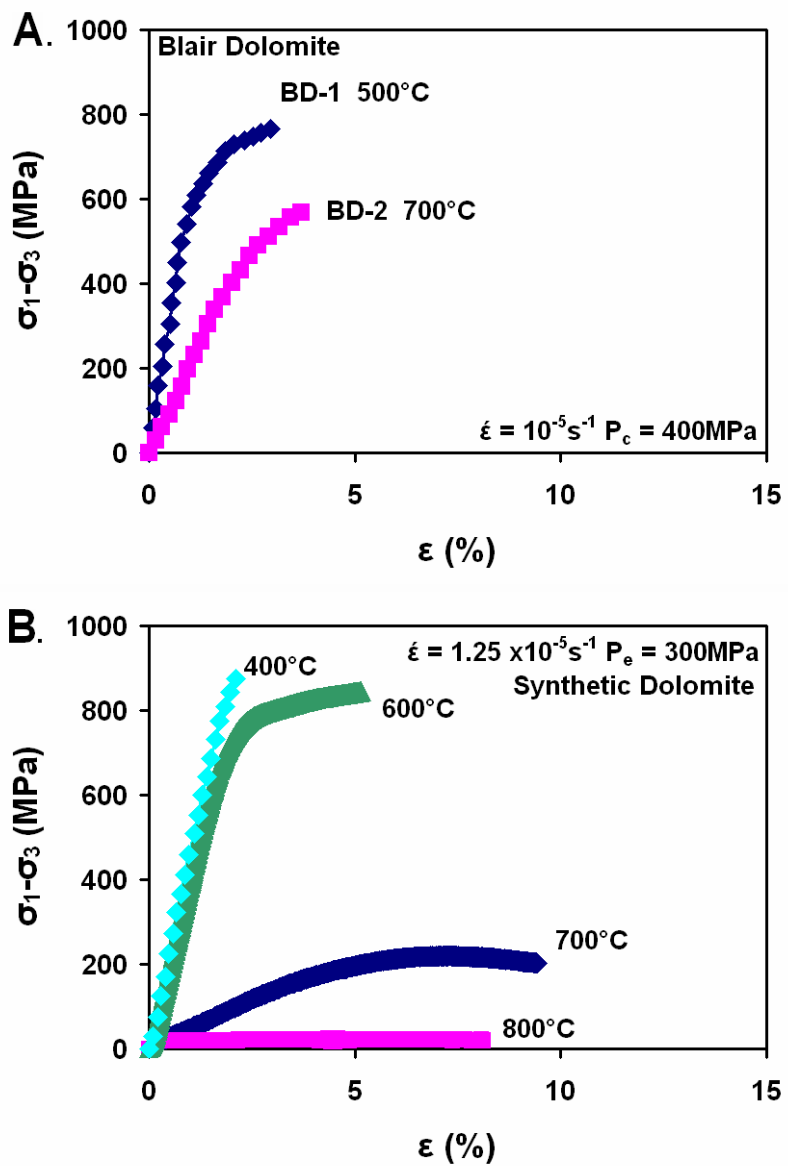 A.
1000
800
600
400
200
0
σ1-σ3 (MPa)
Blair Dolomite
BD-1 500°C
BD-2 700°C
έ = 10⁻⁵s⁻¹ Pc = 400MPa
0 5 10 15
ε (%)
B.
1000
800
600
400
200
0
σ1-σ3 (MPa)
έ = 1.25 x10⁻⁵s⁻¹ Pe = 300MPa
Synthetic Dolomite
400°C
600°C
700°C
800°C
0 5 10 15
ε (%)